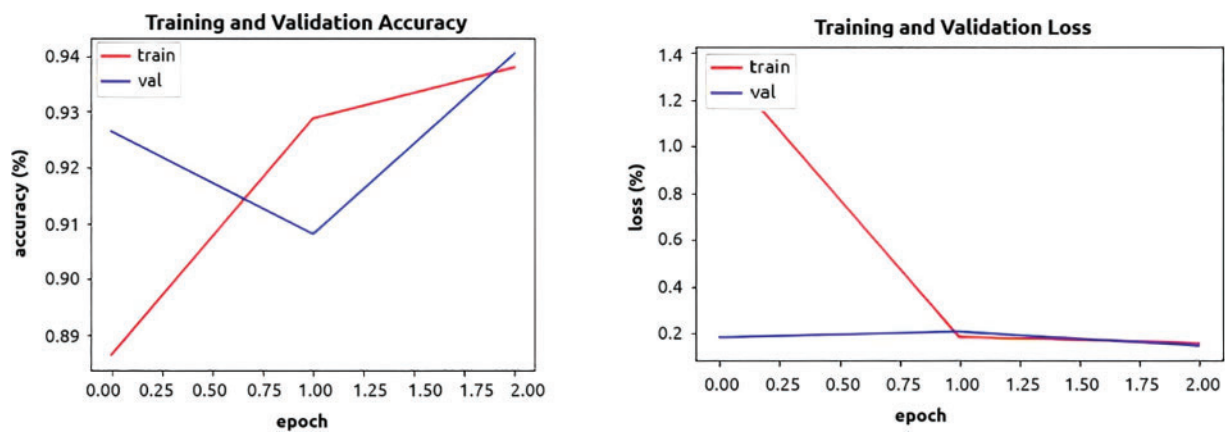 Training and Validation Accuracy
train
val
0.94
0.93
0.92
0.91
0.90
0.89
accuracy (%)
0.00 0.25 0.50 0.75 1.00 1.25 1.50 1.75 2.00
epoch
Training and Validation Loss
train
val
1.4
1.2
1.0
0.8
0.6
0.4
0.2
loss (%)
0.00 0.25 0.50 0.75 1.00 1.25 1.50 1.75 2.00
epoch